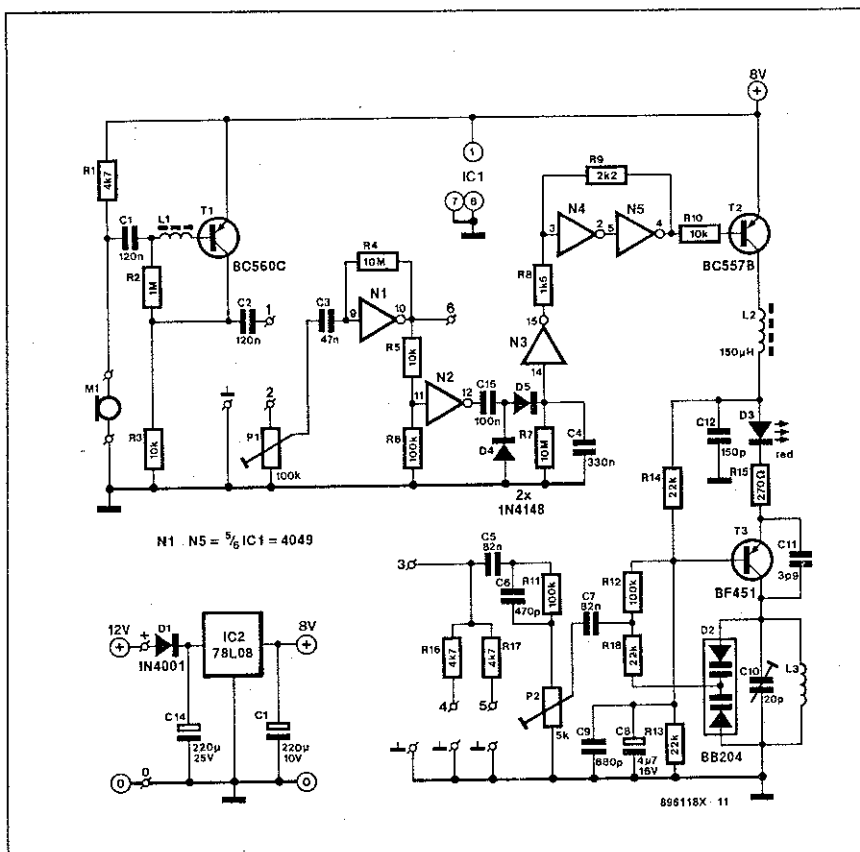 8V
+
1
IC1
7 8
R1
4k7
C1
120n
L1
T1
BC560C
R2
1M
C2
120n
1
M1
R3
10k
1
2
P1
100k
C3
47n
R4
10M
N1
9
10
6
R5
10k
N2
11
12
R6
100k
C15
100n
D5
D4
R7
10M
C4
330n
2x
1N4148
N3
14
15
R8
1k5
R9
2k2
N4
N5
3
2
5
4
R10
10k
T2
BC557B
L2
150µH
C12
150p
D3
red
R15
270Ω
R14
22k
T3
BF451
C11
3p9
N1 . N5 = 5/6 IC1 = 4049
3
C5
82n
C6
470p
R11
100k
C7
82n
R12
100k
R18
22k
D2
BB204
C10
20p
L3
R16
4k7
R17
4k7
4
5
P2
5k
C9
680p
C8
4µ7
16V
R13
22k
12V
+
+
D1
1N4001
IC2
78L08
8V
+
C14
220µ
25V
C1
220µ
10V
0
0
0
896118X - 11